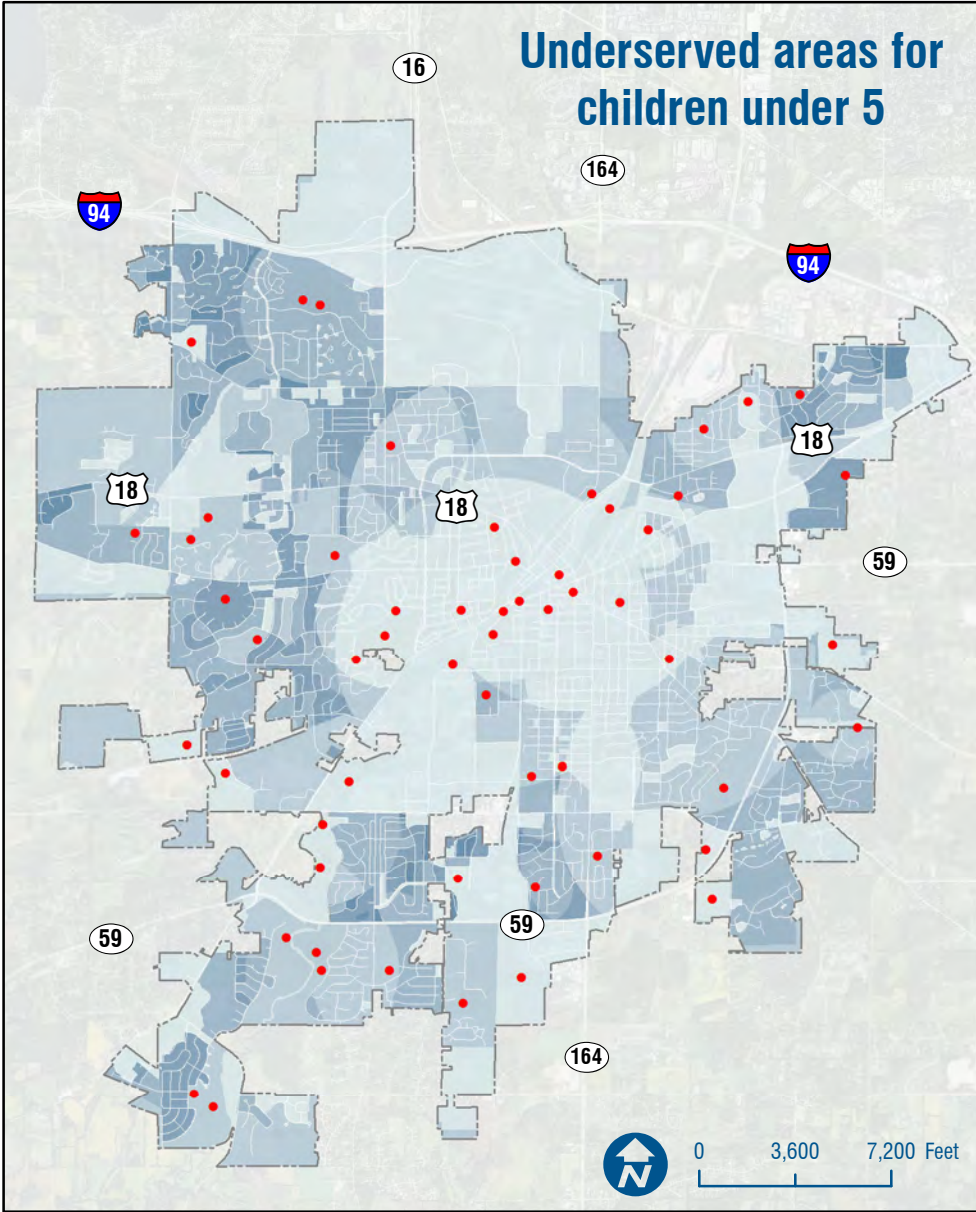 Underserved areas for
children under 5
16
164
94
94
18
18
18
59
59
59
164
N
0 3,600 7,200 Feet